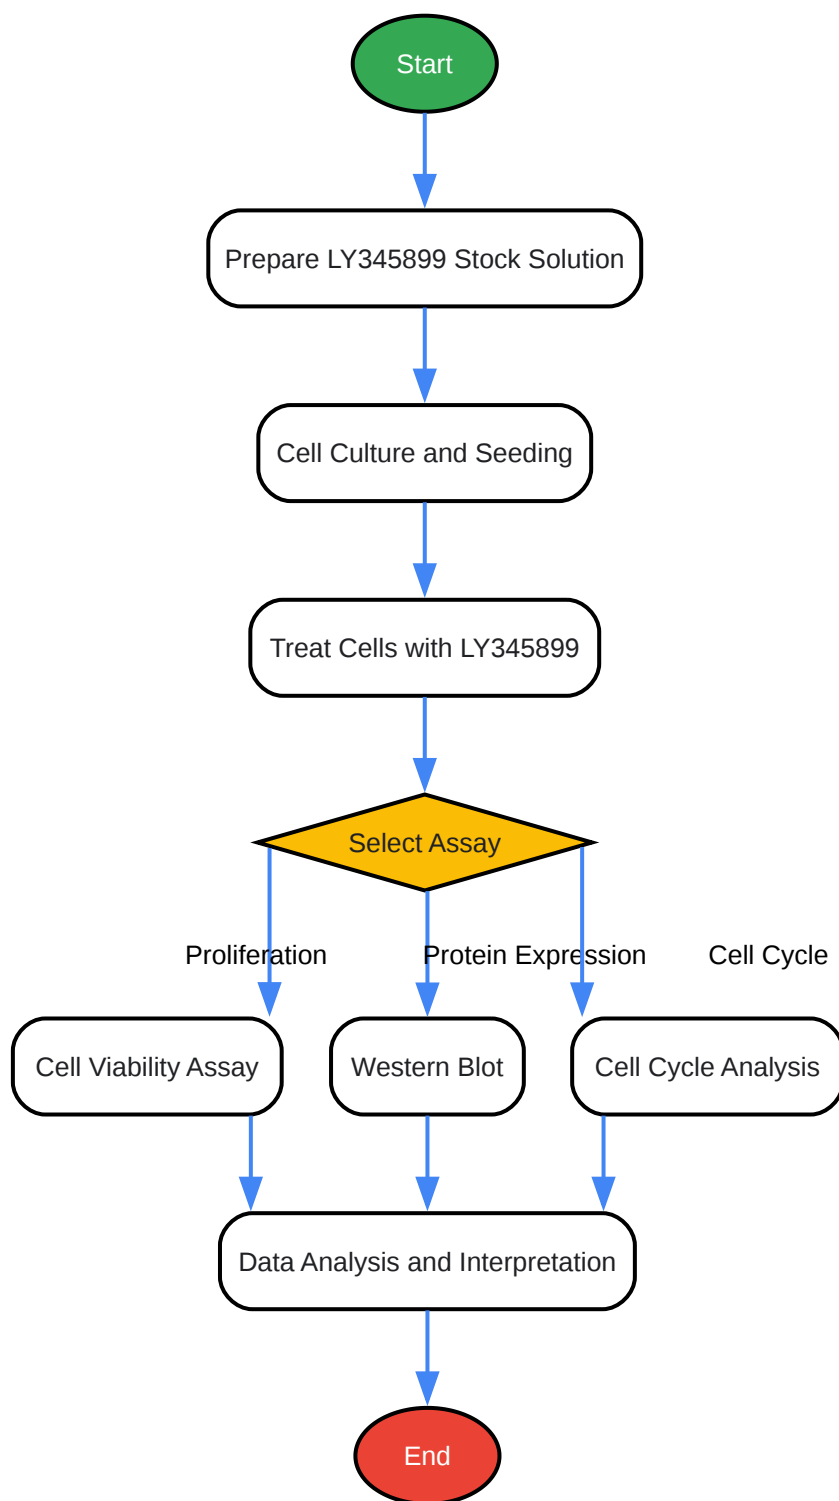 Start
Prepare LY345899 Stock Solution
Cell Culture and Seeding
Treat Cells with LY345899
Select Assay
Proliferation
Protein Expression
Cell Cycle
Cell Viability Assay
Western Blot
Cell Cycle Analysis
Data Analysis and Interpretation
End